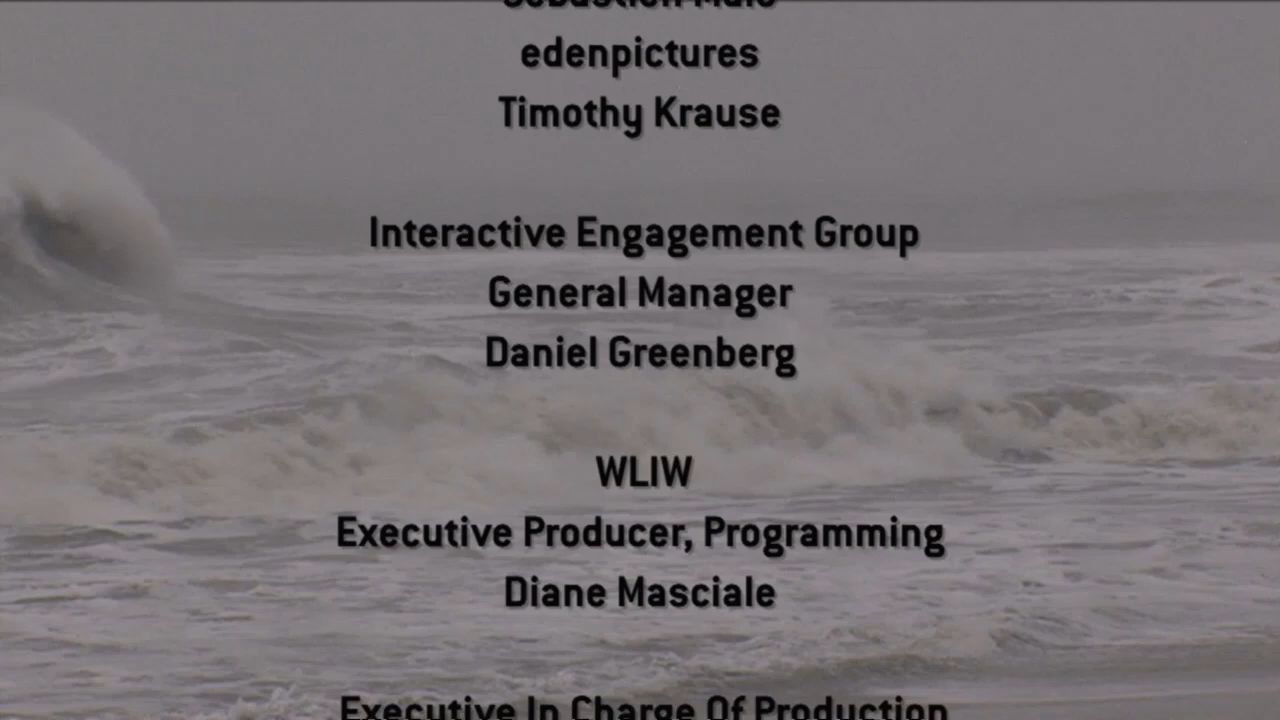 edenpictures
Timothy Krause
Interactive Engagement Group
General Manager
Daniel Greenberg
WLIW
Executive Producer, Programming
Diane Masciale
Executive In Charge Of Production